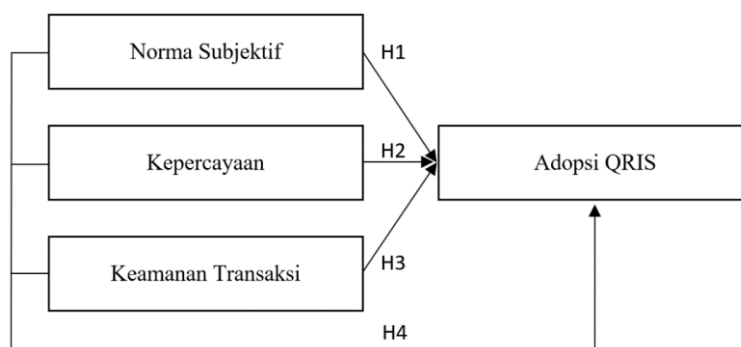 Norma Subjektif
H1
Kepercayaan
H2
Adopsi QRIS
Keamanan Transaksi
H3
H4